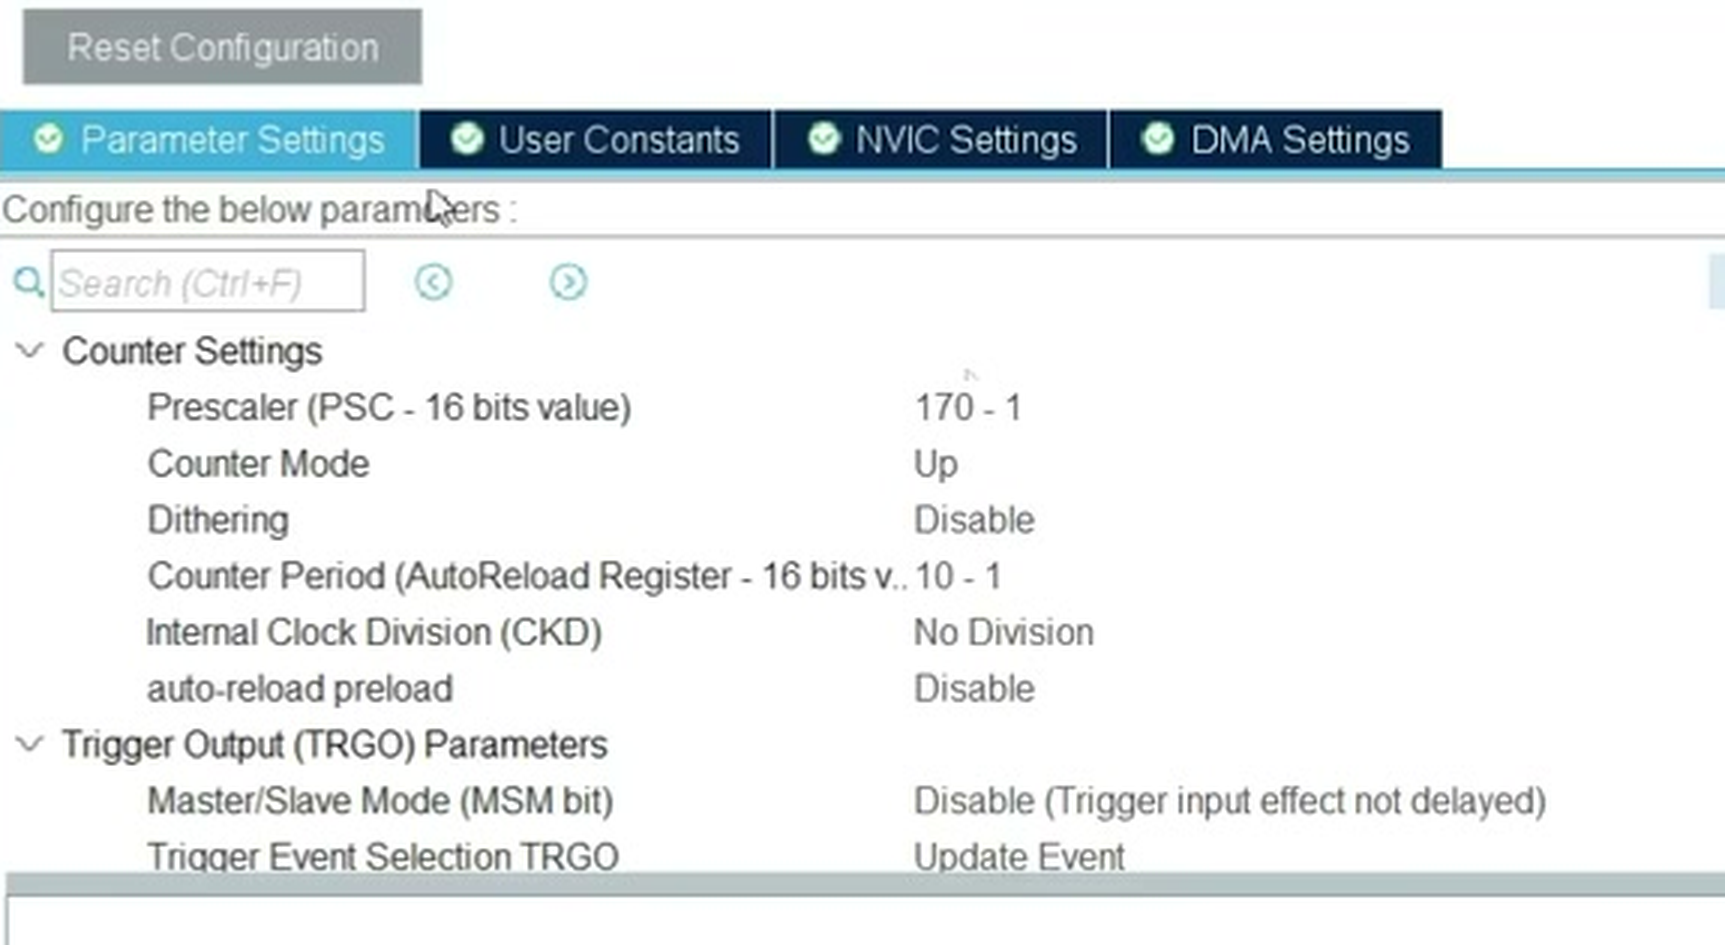 Reset Configuration
Parameter Settings User Constants NVIC Settings DMA Settings
Configure the below parameters :
Search (Ctrl+F)
Counter Settings
Prescaler (PSC - 16 bits value) 170 - 1
Counter Mode Up
Dithering Disable
Counter Period (AutoReload Register - 16 bits v.. 10 - 1
Internal Clock Division (CKD) No Division
auto-reload preload Disable
Trigger Output (TRGO) Parameters
Master/Slave Mode (MSM bit) Disable (Trigger input effect not delayed)
Trigger Event Selection TRGO Update Event